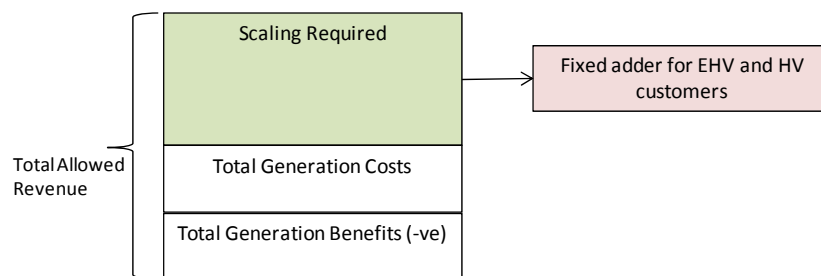 Scaling Required
Fixed adder for EHV and HV
customers
Total Allowed
Revenue
Total Generation Costs
Total Generation Benefits (-ve)